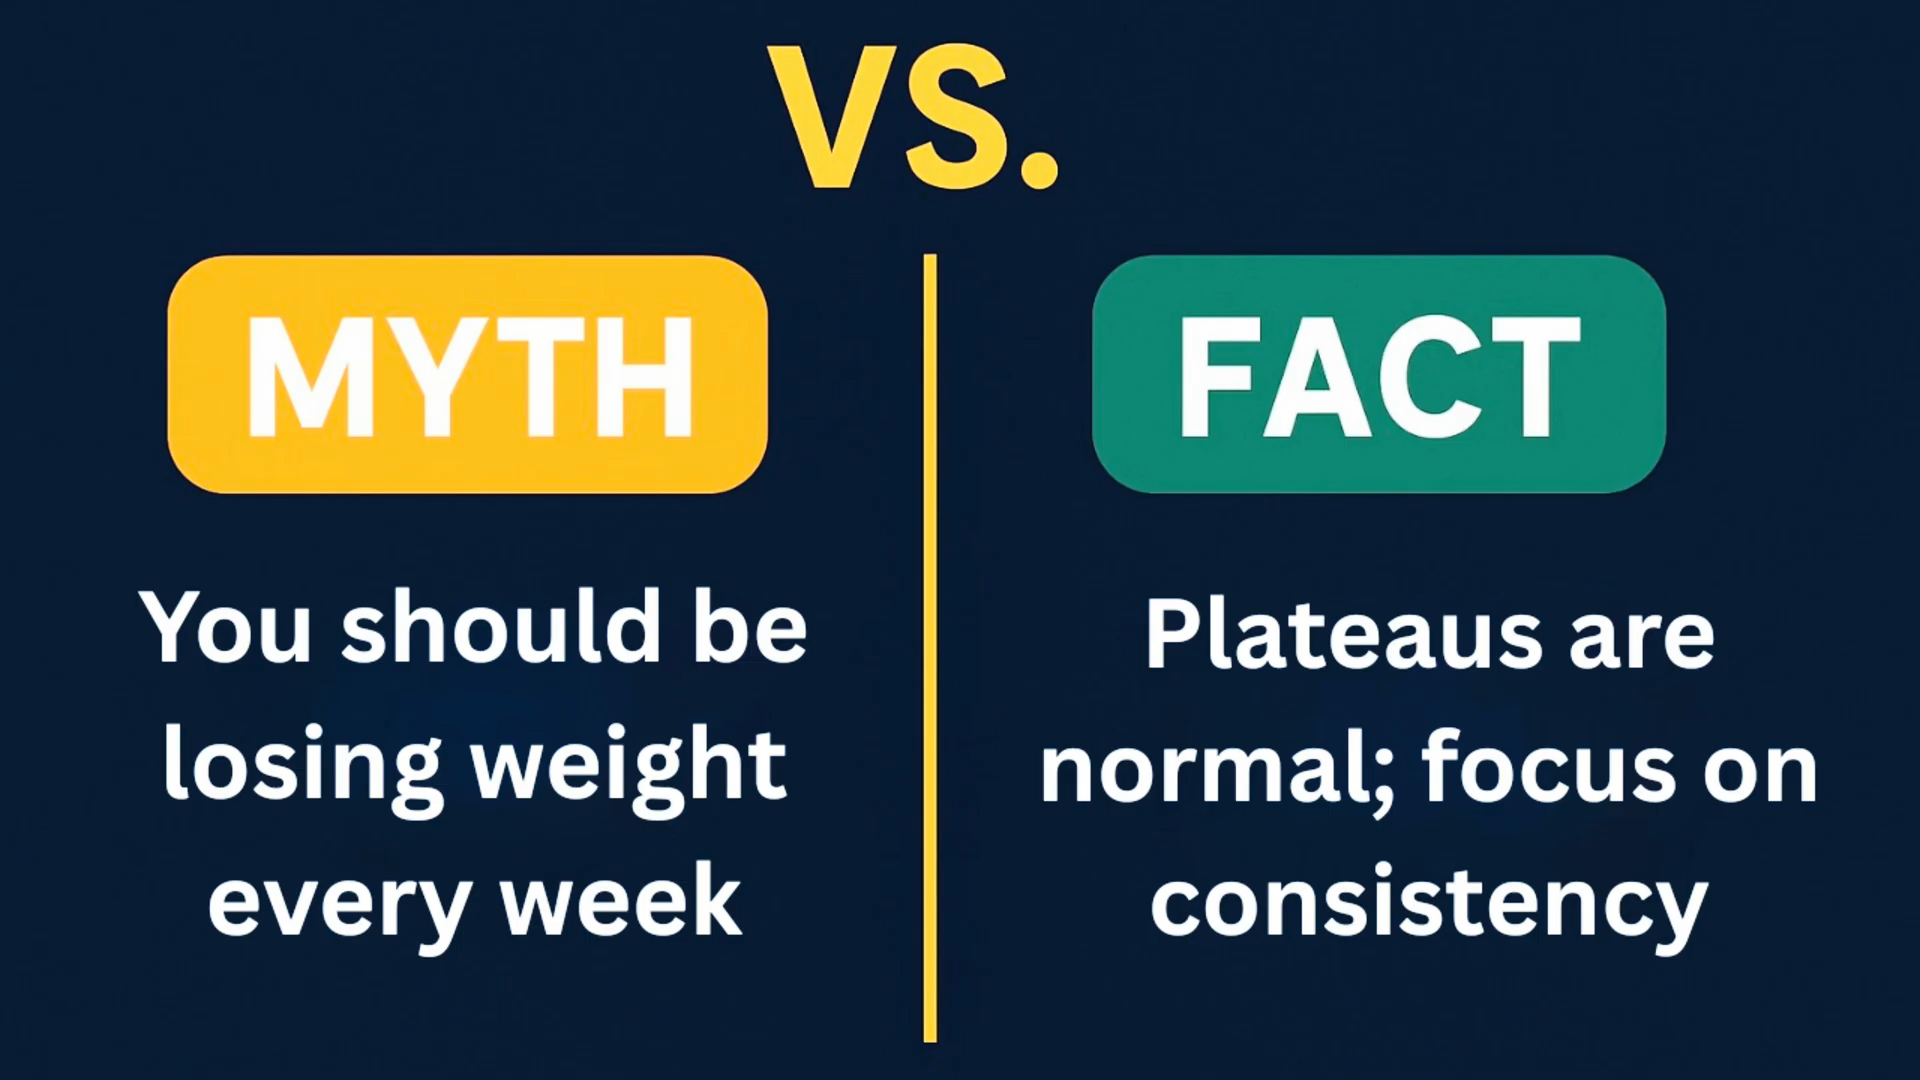 VS.
MYTH
You should be
losing weight
every week
FACT
Plateaus are
normal; focus on
consistency